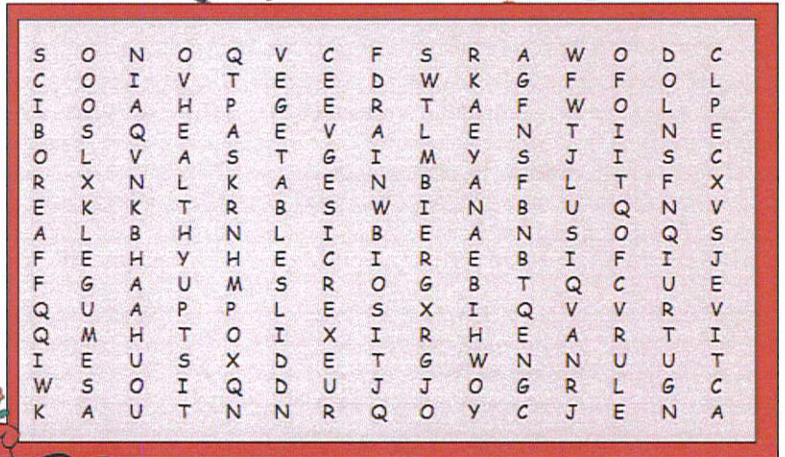 S O N O Q V C F S R A W O D C
C O I V T E E D W K G F F O L
I O A H P G E R T A F W O L P
B S Q E A E V A L E N T I N E
O L V A S T G I M Y S J I S C
R X N L K A E N B A F L T F X
E K K T R B S W I N B U Q N V
A L B H N L I B E A N S O Q S
F E H Y H E C I R E B I F I J
F G A U M S R O G B T Q C U E
Q U A P P L E S X I Q V V R V
Q M H T O I X I R H E A R T I
I E U S X D E T G W N N U U T
W S O I Q D U J J O G R L G C
K A U T N N R Q O Y C J E N A